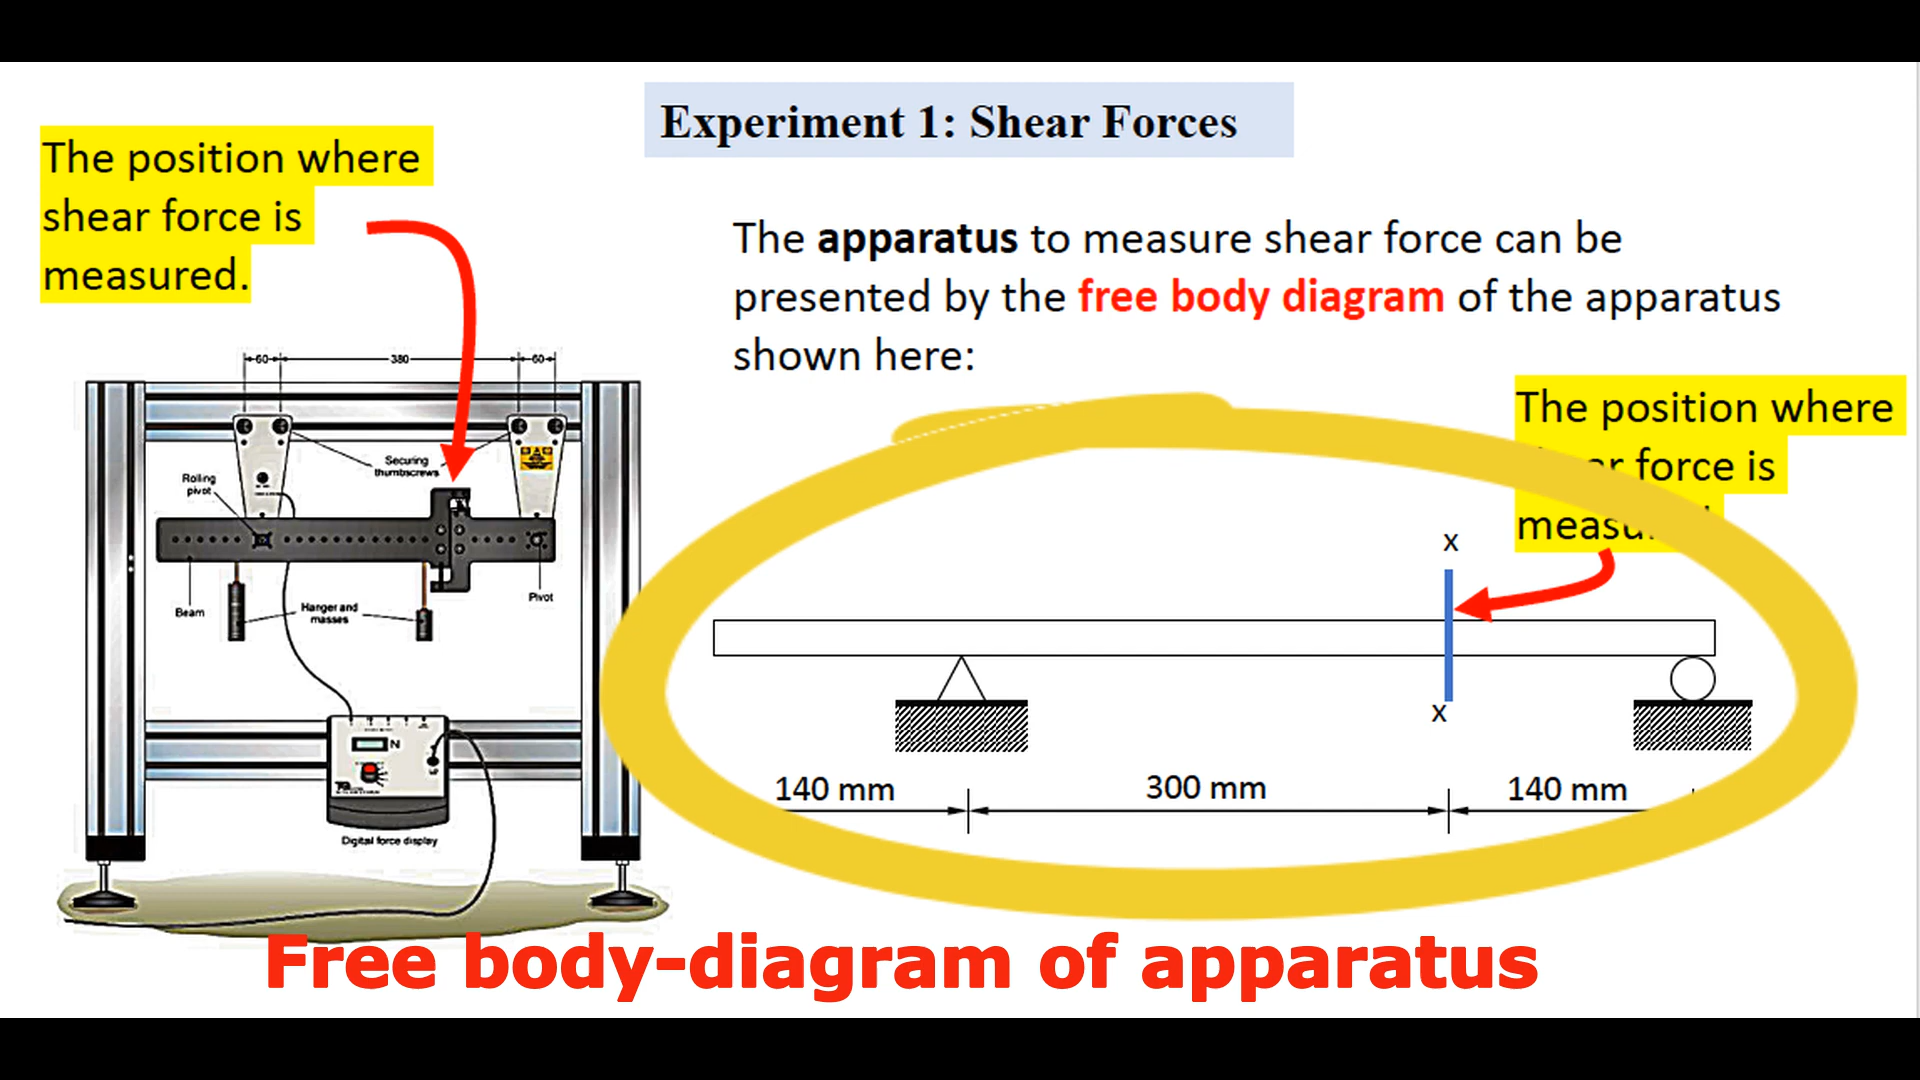 Experiment 1: Shear Forces
The position where
shear force is
measured.
The apparatus to measure shear force can be
presented by the free body diagram of the apparatus
shown here:
The position where
force is
60
380
60
Securing
thumbscrews
Rolling
pivot
Beam
Hanger and
masses
Pivot
N
Digital force display
x
x
140 mm
300 mm
140 mm
Free body-diagram of apparatus